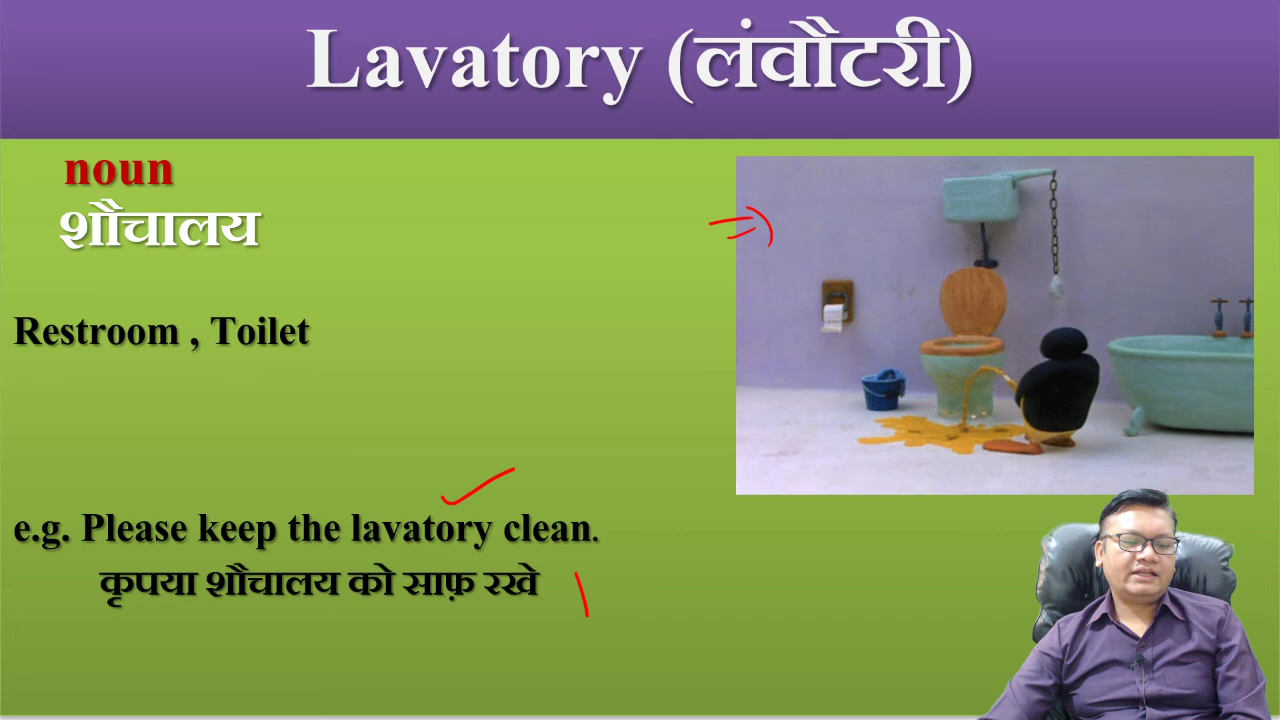 Lavatory (लंवौटरी)
noun
शौचालय
Restroom , Toilet
e.g. Please keep the lavatory clean.
कृपया शौचालय को साफ़ रखे